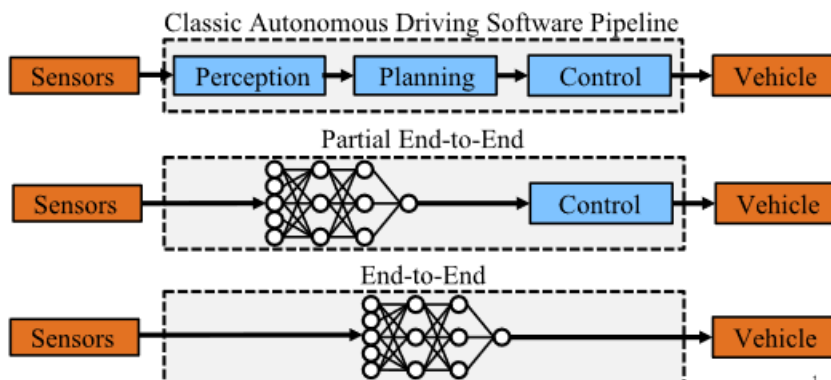 Classic Autonomous Driving Software Pipeline
Sensors Perception Planning Control Vehicle
Partial End-to-End
Sensors Control Vehicle
End-to-End
Sensors Vehicle
1